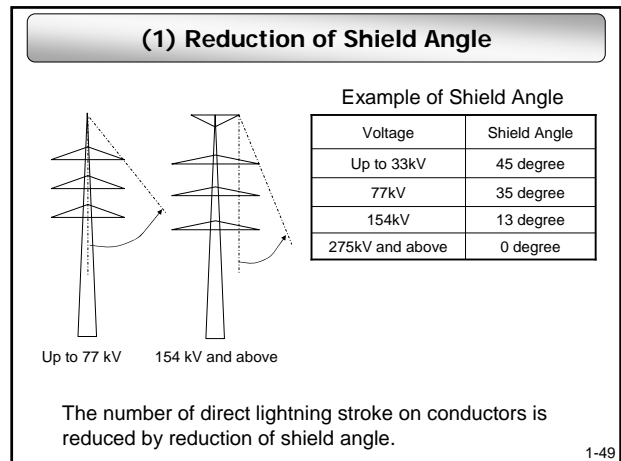 (1) Reduction of Shield Angle
Example of Shield Angle
Voltage Shield Angle
Up to 33kV 45 degree
77kV 35 degree
154kV 13 degree
275kV and above 0 degree
Up to 77 kV 154 kV and above
The number of direct lightning stroke on conductors is
reduced by reduction of shield angle.
1-49